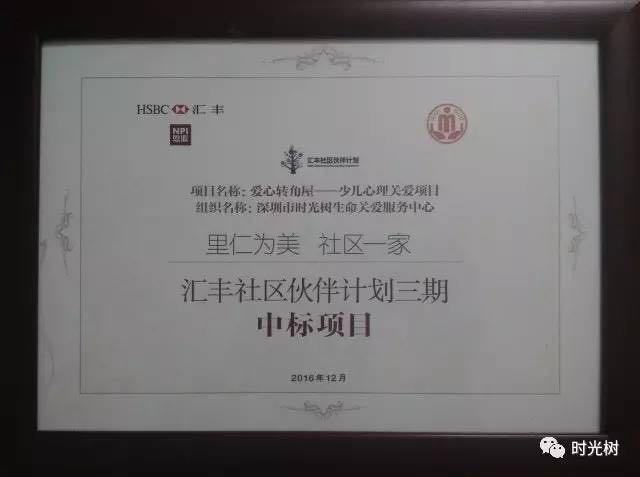 HSBC 汇丰
NPI
恩派
汇丰社区伙伴计划
项目名称：爱心转角屋——少儿心理关爱项目
组织名称：深圳市时光树生命关爱服务中心
里仁为美 社区一家
汇丰社区伙伴计划三期
中标项目
2016年12月
时光树